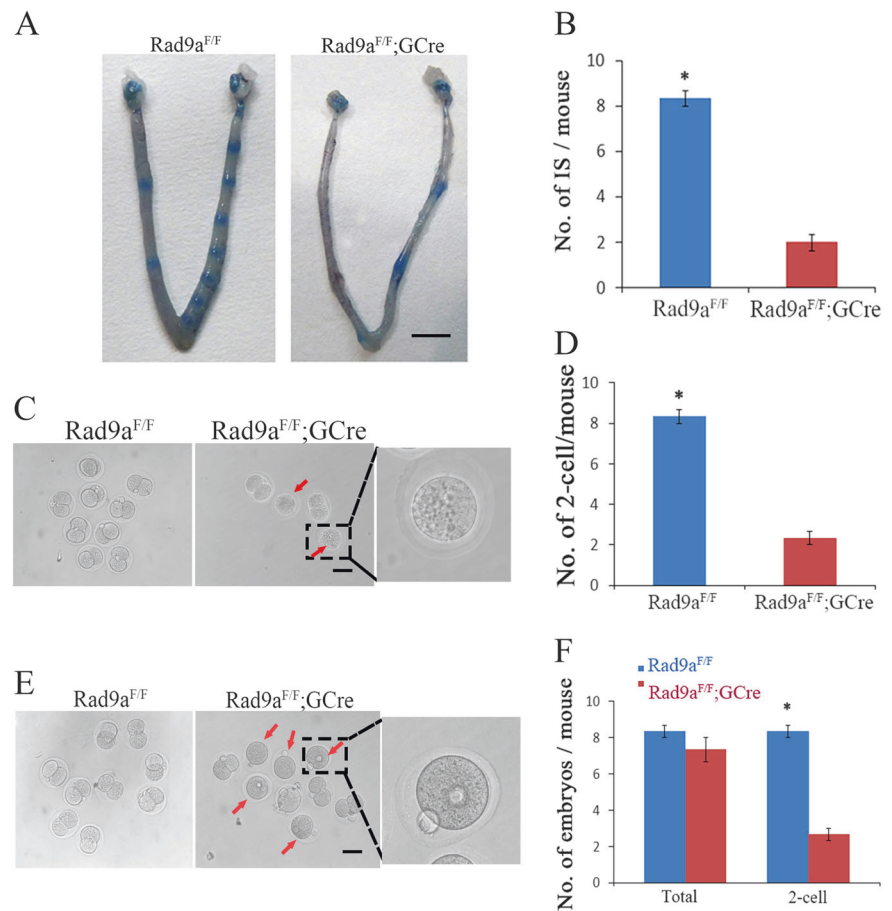 A
Rad9a^F/F
Rad9a^F/F;GCre
B
No. of IS / mouse
10
8
6
4
2
0
*
Rad9a^F/F
Rad9a^F/F;GCre
C
Rad9a^F/F
Rad9a^F/F;GCre
D
No. of 2-cell/mouse
10
8
6
4
2
0
*
Rad9a^F/F
Rad9a^F/F;GCre
E
Rad9a^F/F
Rad9a^F/F;GCre
F
Rad9a^F/F
Rad9a^F/F;GCre
No. of embryos / mouse
10
8
6
4
2
0
*
Total
2-cell